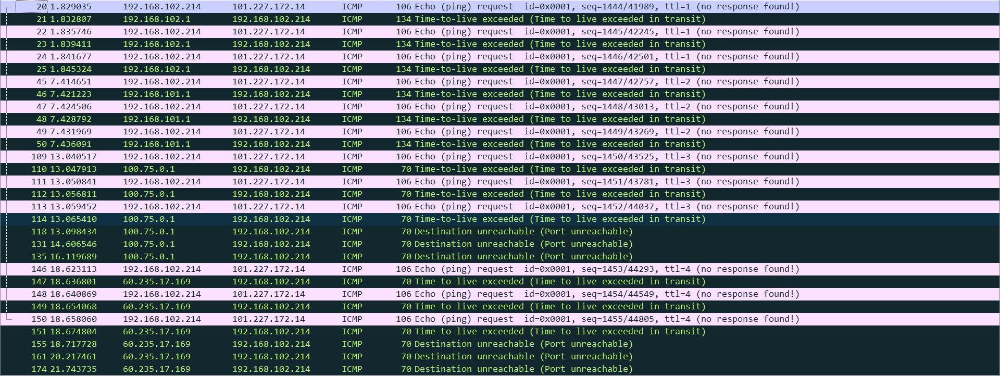 20 1.829035 192.168.102.214 101.227.172.14 ICMP 106 Echo (ping) request id=0x0001, seq=1444/41989, ttl=1 (no response found!)
21 1.832807 192.168.102.1 192.168.102.214 ICMP 134 Time-to-live exceeded (Time to live exceeded in transit)
22 1.835746 192.168.102.214 101.227.172.14 ICMP 106 Echo (ping) request id=0x0001, seq=1445/42245, ttl=1 (no response found!)
23 1.839411 192.168.102.1 192.168.102.214 ICMP 134 Time-to-live exceeded (Time to live exceeded in transit)
24 1.841677 192.168.102.214 101.227.172.14 ICMP 106 Echo (ping) request id=0x0001, seq=1446/42501, ttl=1 (no response found!)
25 1.845324 192.168.102.1 192.168.102.214 ICMP 134 Time-to-live exceeded (Time to live exceeded in transit)
45 7.414651 192.168.102.214 101.227.172.14 ICMP 106 Echo (ping) request id=0x0001, seq=1447/42757, ttl=2 (no response found!)
46 7.421223 192.168.101.1 192.168.102.214 ICMP 134 Time-to-live exceeded (Time to live exceeded in transit)
47 7.424506 192.168.102.214 101.227.172.14 ICMP 106 Echo (ping) request id=0x0001, seq=1448/43013, ttl=2 (no response found!)
48 7.428792 192.168.101.1 192.168.102.214 ICMP 134 Time-to-live exceeded (Time to live exceeded in transit)
49 7.431969 192.168.102.214 101.227.172.14 ICMP 106 Echo (ping) request id=0x0001, seq=1449/43269, ttl=2 (no response found!)
50 7.436091 192.168.101.1 192.168.102.214 ICMP 134 Time-to-live exceeded (Time to live exceeded in transit)
109 13.040517 192.168.102.214 101.227.172.14 ICMP 106 Echo (ping) request id=0x0001, seq=1450/43525, ttl=3 (no response found!)
110 13.047913 100.75.0.1 192.168.102.214 ICMP 70 Time-to-live exceeded (Time to live exceeded in transit)
111 13.050841 192.168.102.214 101.227.172.14 ICMP 106 Echo (ping) request id=0x0001, seq=1451/43781, ttl=3 (no response found!)
112 13.056811 100.75.0.1 192.168.102.214 ICMP 70 Time-to-live exceeded (Time to live exceeded in transit)
113 13.059452 192.168.102.214 101.227.172.14 ICMP 106 Echo (ping) request id=0x0001, seq=1452/44037, ttl=3 (no response found!)
114 13.065410 100.75.0.1 192.168.102.214 ICMP 70 Time-to-live exceeded (Time to live exceeded in transit)
118 13.098434 100.75.0.1 192.168.102.214 ICMP 70 Destination unreachable (Port unreachable)
131 14.606546 100.75.0.1 192.168.102.214 ICMP 70 Destination unreachable (Port unreachable)
135 16.119689 100.75.0.1 192.168.102.214 ICMP 70 Destination unreachable (Port unreachable)
146 18.623113 192.168.102.214 101.227.172.14 ICMP 106 Echo (ping) request id=0x0001, seq=1453/44293, ttl=4 (no response found!)
147 18.636801 60.235.17.169 192.168.102.214 ICMP 70 Time-to-live exceeded (Time to live exceeded in transit)
148 18.640869 192.168.102.214 101.227.172.14 ICMP 106 Echo (ping) request id=0x0001, seq=1454/44549, ttl=4 (no response found!)
149 18.654068 60.235.17.169 192.168.102.214 ICMP 70 Time-to-live exceeded (Time to live exceeded in transit)
150 18.658060 192.168.102.214 101.227.172.14 ICMP 106 Echo (ping) request id=0x0001, seq=1455/44805, ttl=4 (no response found!)
151 18.674804 60.235.17.169 192.168.102.214 ICMP 70 Time-to-live exceeded (Time to live exceeded in transit)
155 18.717728 60.235.17.169 192.168.102.214 ICMP 70 Destination unreachable (Port unreachable)
161 20.217461 60.235.17.169 192.168.102.214 ICMP 70 Destination unreachable (Port unreachable)
174 21.743735 60.235.17.169 192.168.102.214 ICMP 70 Destination unreachable (Port unreachable)